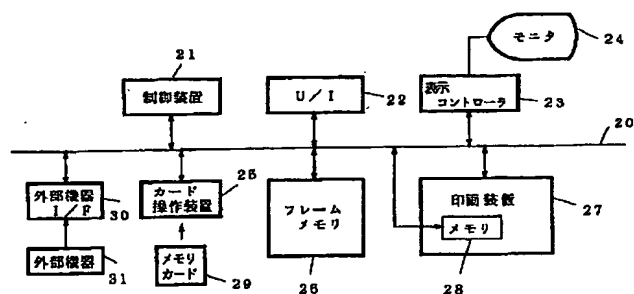 モニタ
24
21
制御装置
U/I
22
表示
コントローラ
23
20
外部機器
I/F
30
カード
操作装置
25
フレーム
メモリ
26
印画装置
27
メモリ
28
外部機器
31
メモリ
カード
29